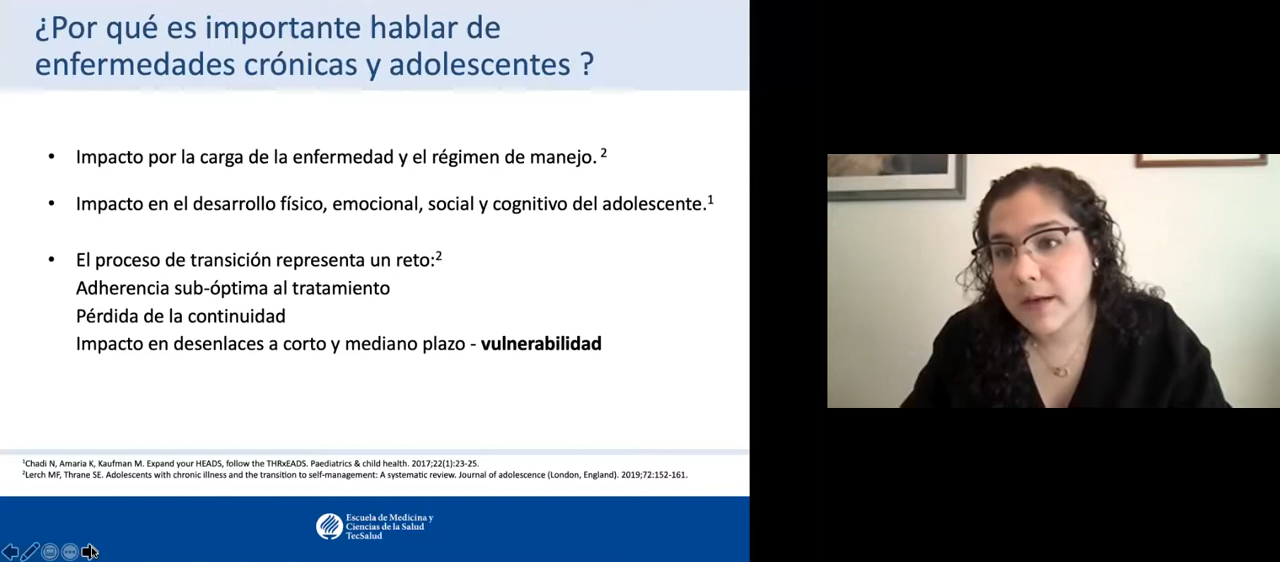 ¿Por qué es importante hablar de
enfermedades crónicas y adolescentes ?
• Impacto por la carga de la enfermedad y el régimen de manejo. 2
• Impacto en el desarrollo físico, emocional, social y cognitivo del adolescente.1
• El proceso de transición representa un reto:2
Adherencia sub-óptima al tratamiento
Pérdida de la continuidad
Impacto en desenlaces a corto y mediano plazo - vulnerabilidad
1Chadi N, Amaria K, Kaufman M. Expand your HEADS, follow the THRxEADS. Paediatrics & child health. 2017;22(1):23-25.
2Lerch MF, Thrane SE. Adolescents with chronic illness and the transition to self-management: A systematic review. Journal of adolescence (London, England). 2019;72:152-161.
Escuela de Medicina y
Ciencias de la Salud
TecSalud